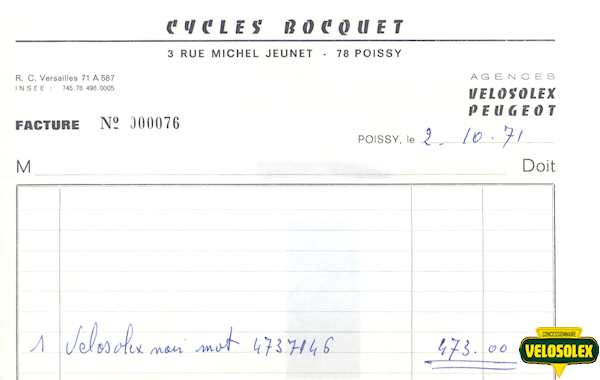 CYCLES BOCQUET
3 RUE MICHEL JEUNET - 78 POISSY
R. C. Versailles 71 A 587
INSEE : 745.78.498.0005
AGENCES
VELOSOLEX
PEUGEOT
FACTURE Nº 000076
POISSY, le 2. 10. 71
M Doit
1 Velosolex noir mot 4737146 473.00
CONCESSIONNAIRE
VELOSOLEX